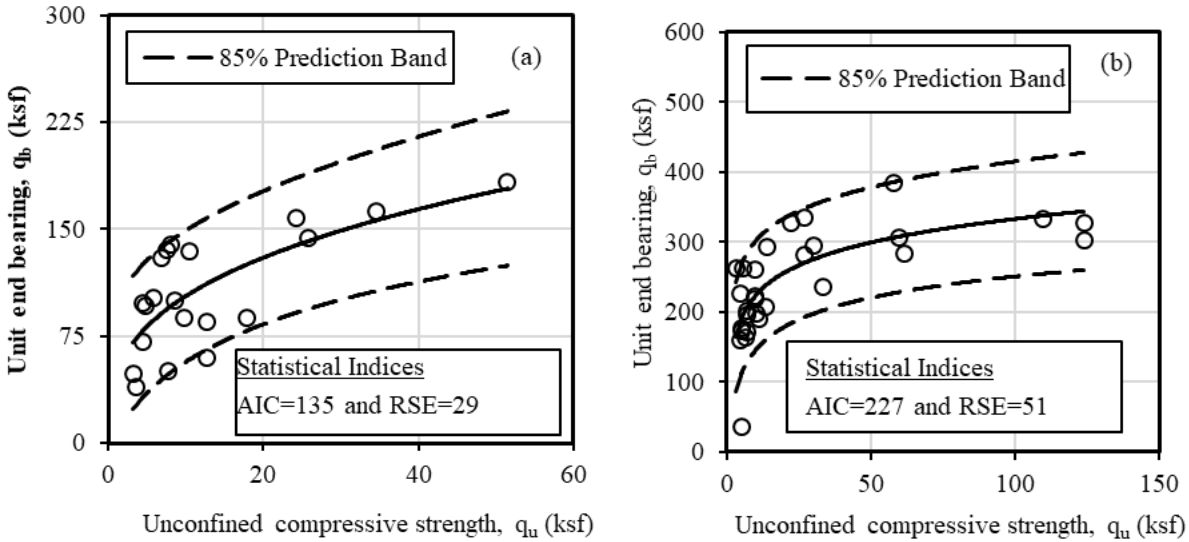 300
225
150
75
0
Unit end bearing, q_b (ksf)
85% Prediction Band
(a)
Statistical Indices
AIC=135 and RSE=29
0 20 40 60
Unconfined compressive strength, q_u (ksf)
600
500
400
300
200
100
0
Unit end bearing, q_b (ksf)
85% Prediction Band
(b)
Statistical Indices
AIC=227 and RSE=51
0 50 100 150
Unconfined compressive strength, q_u (ksf)